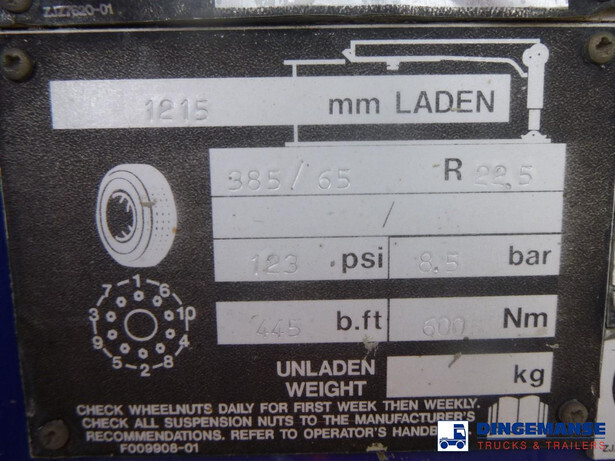 ZJZ7620-01
1215 mm LADEN
385/65 R 22.5
/
123 psi 8.5 bar
445 b.ft 600 Nm
1
7 6
3 10
9 4
5 8
2
UNLADEN
WEIGHT kg
CHECK WHEELNUTS DAILY FOR FIRST WEEK THEN WEEKLY.
CHECK ALL SUSPENSION NUTS TO THE MANUFACTURER'S
RECOMMENDATIONS. REFER TO OPERATOR'S
F009908-01
DINGEMANSE
TRUCKS & TRAILERS